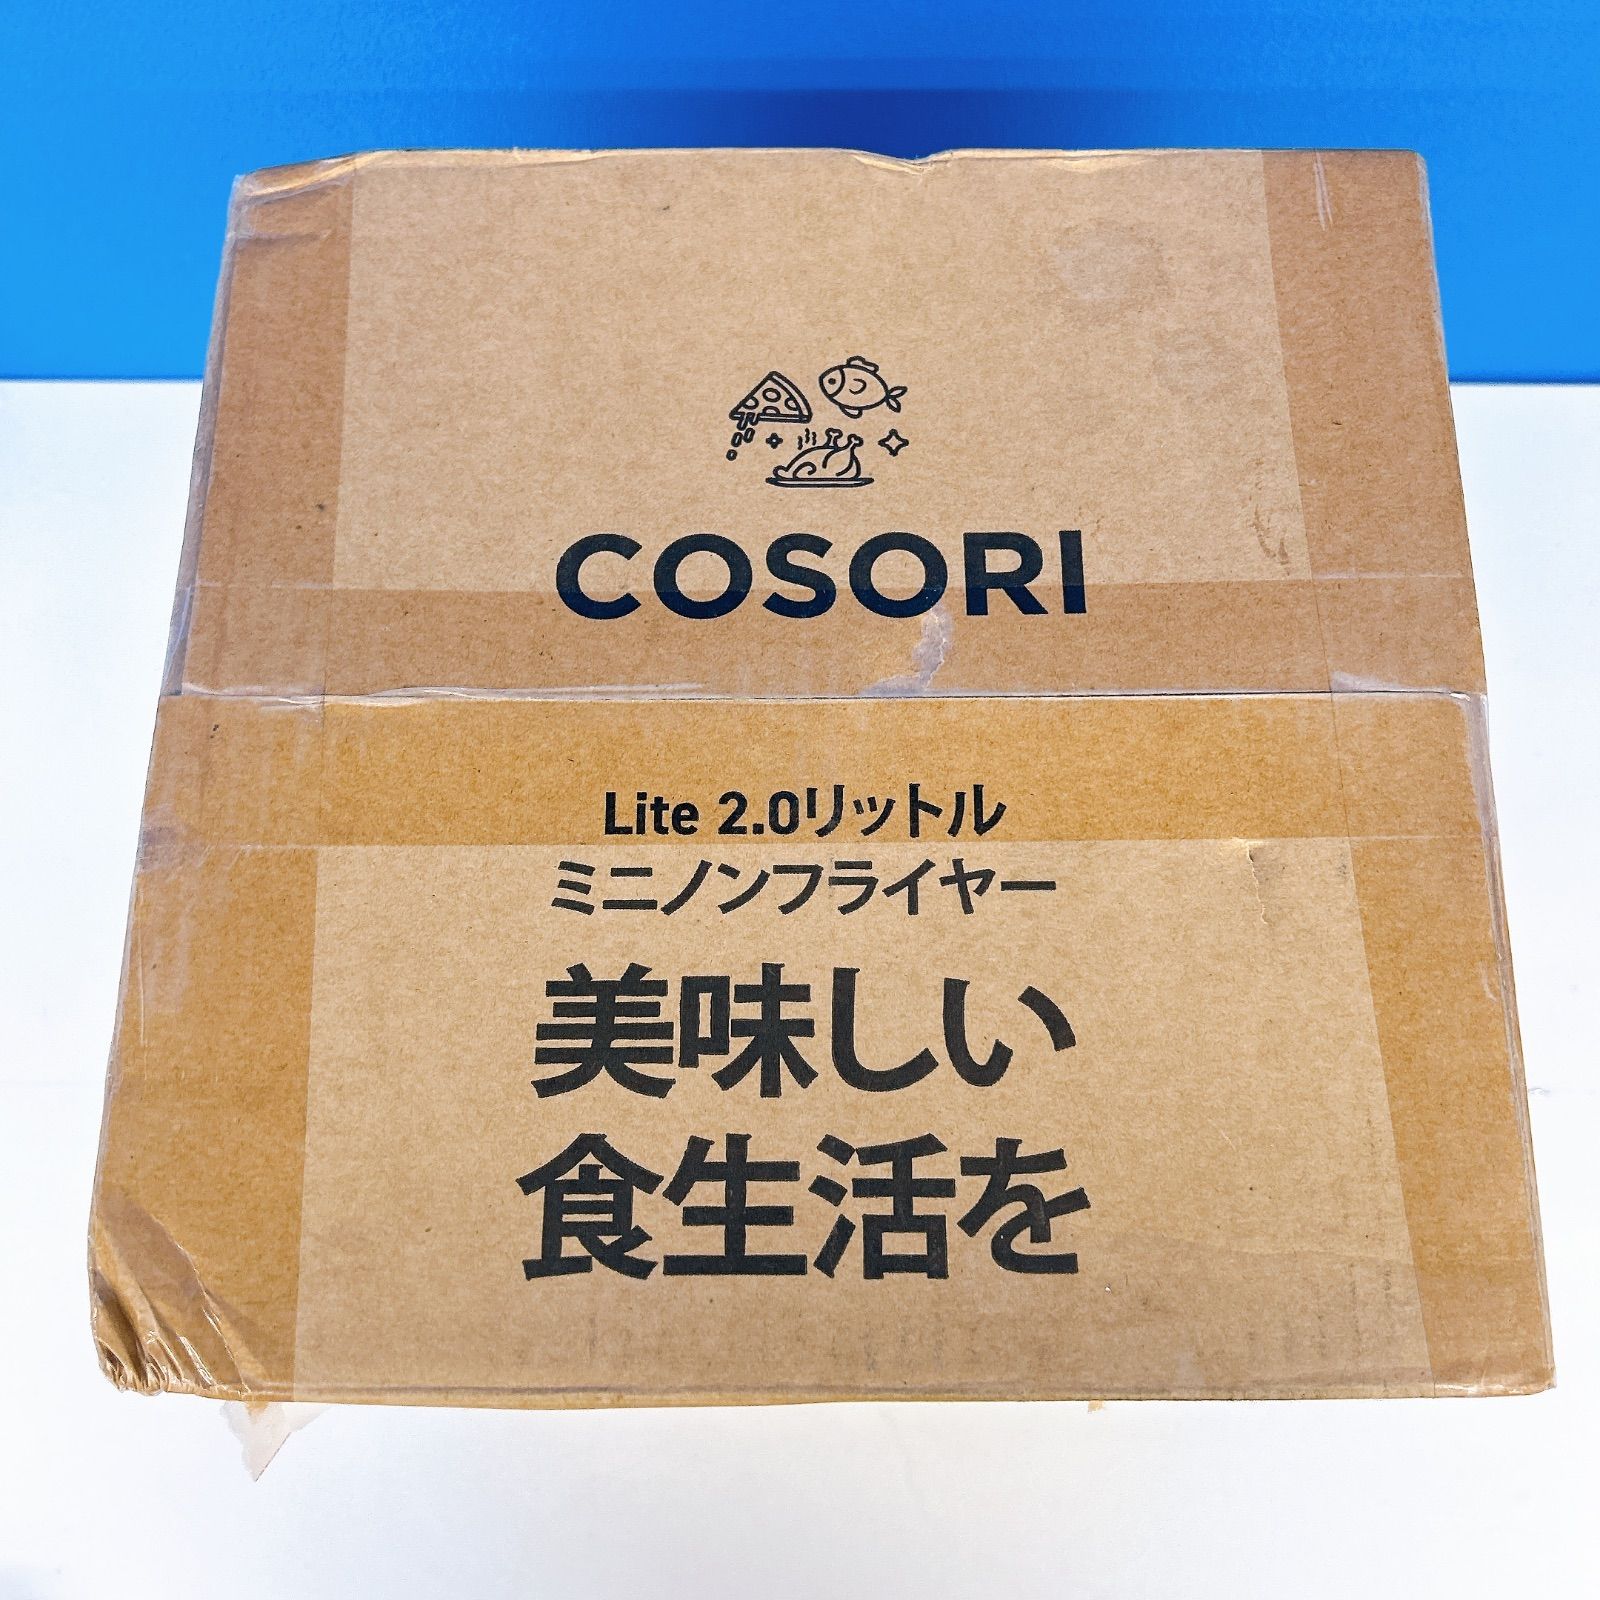 COSORI
Lite 2.0リットル
ミニノンフライヤー
美味しい
食生活を